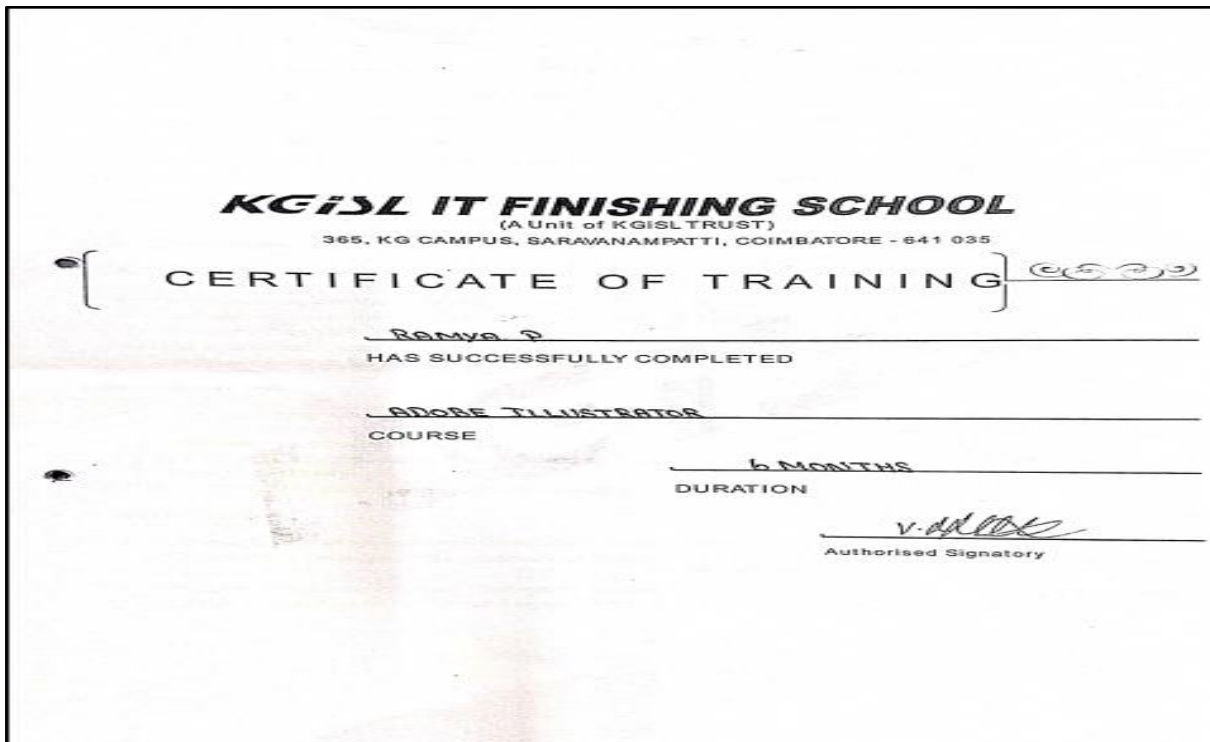 KGiSL IT FINISHING SCHOOL
(A Unit of KGISL TRUST)
365, KG CAMPUS, SARAVANAMPATTI, COIMBATORE - 641 035
CERTIFICATE OF TRAINING
RAMYA P
HAS SUCCESSFULLY COMPLETED
ADOBE ILLUSTRATOR
COURSE
6 MONTHS
DURATION
V.
Authorised Signatory